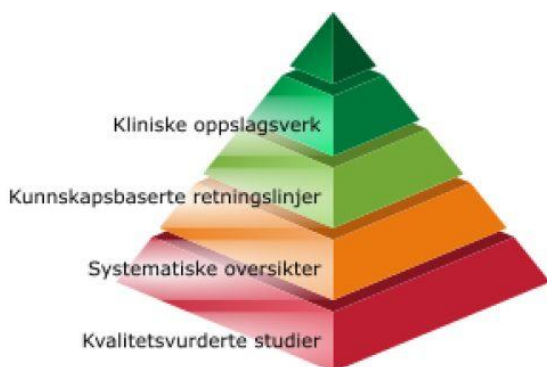 Kliniske oppslagsverk
Kunnskapsbaserte retningslinjer
Systematiske oversikter
Kvalitetsvurderte studier